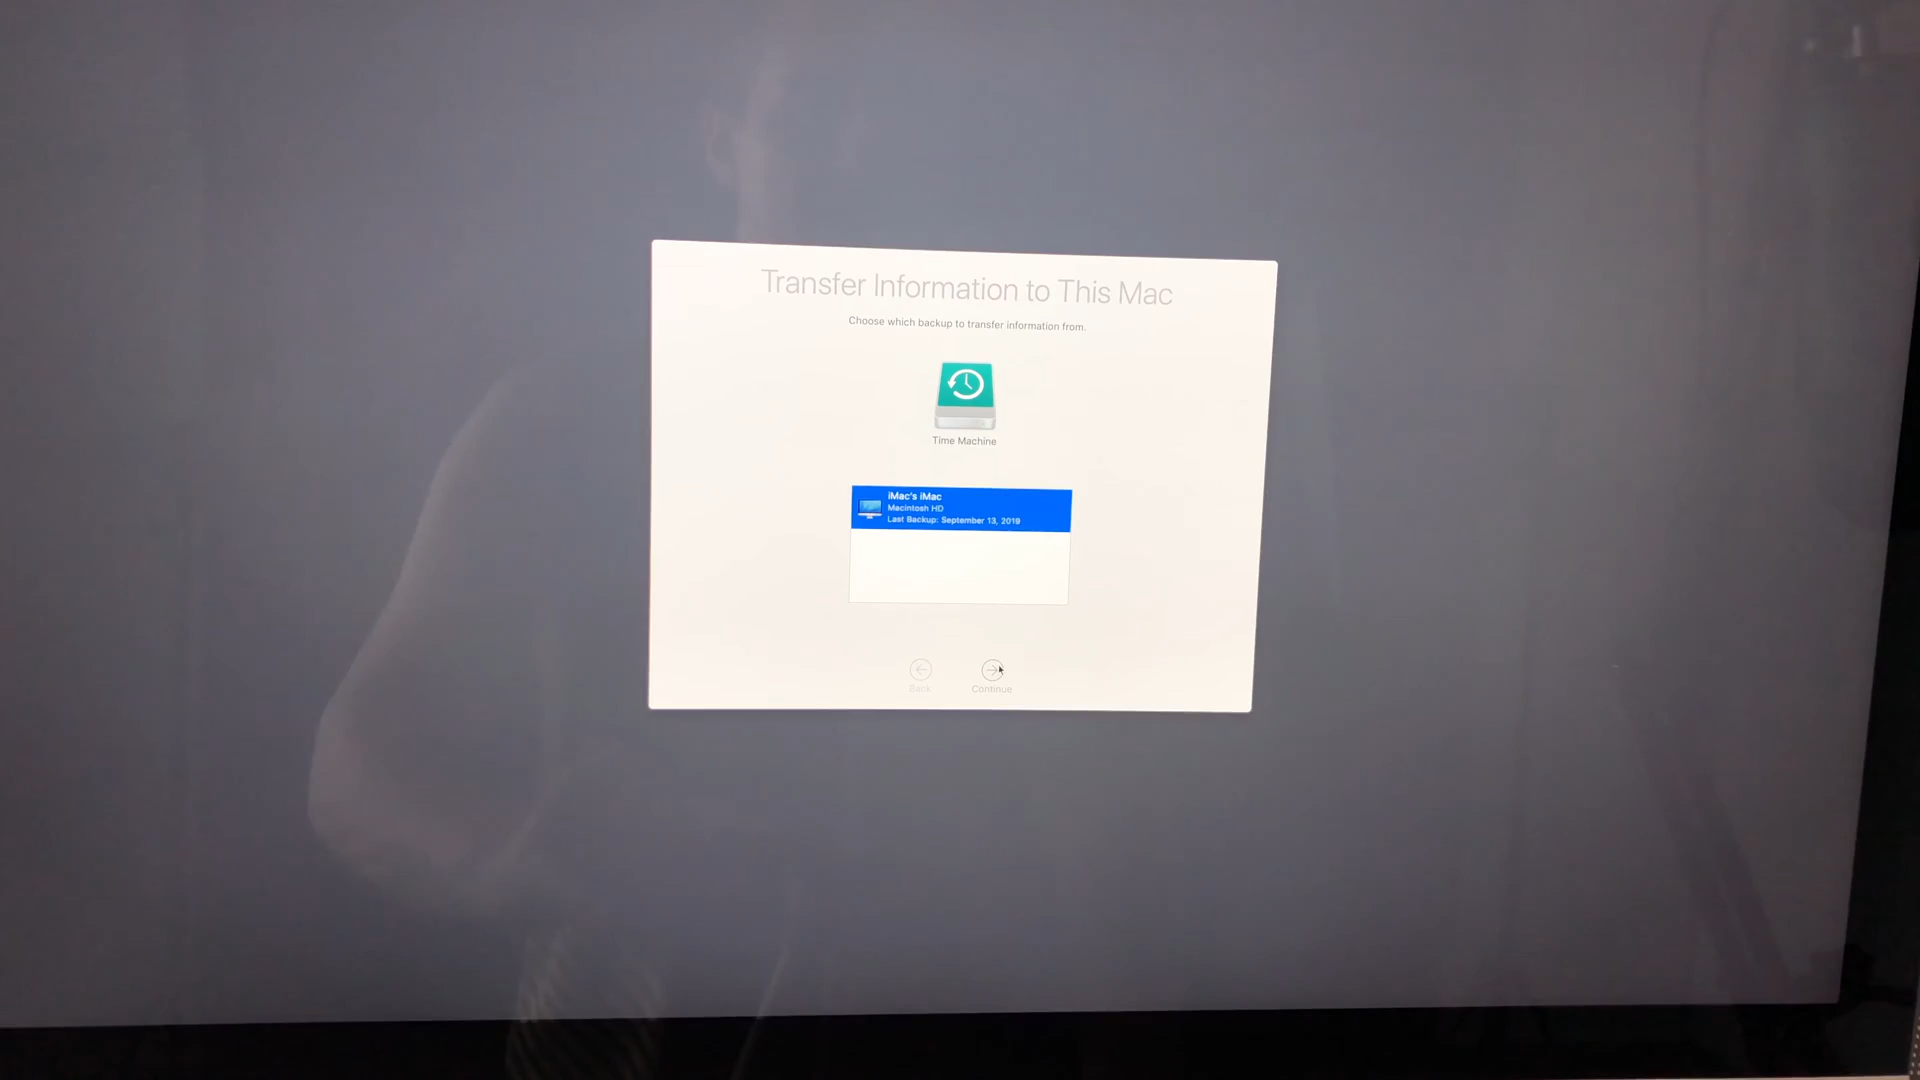 Transfer Information to This Mac
Choose which backup to transfer information from.
Time Machine
iMac's iMac
Macintosh HD
Last Backup: September 13, 2019
Back
Continue